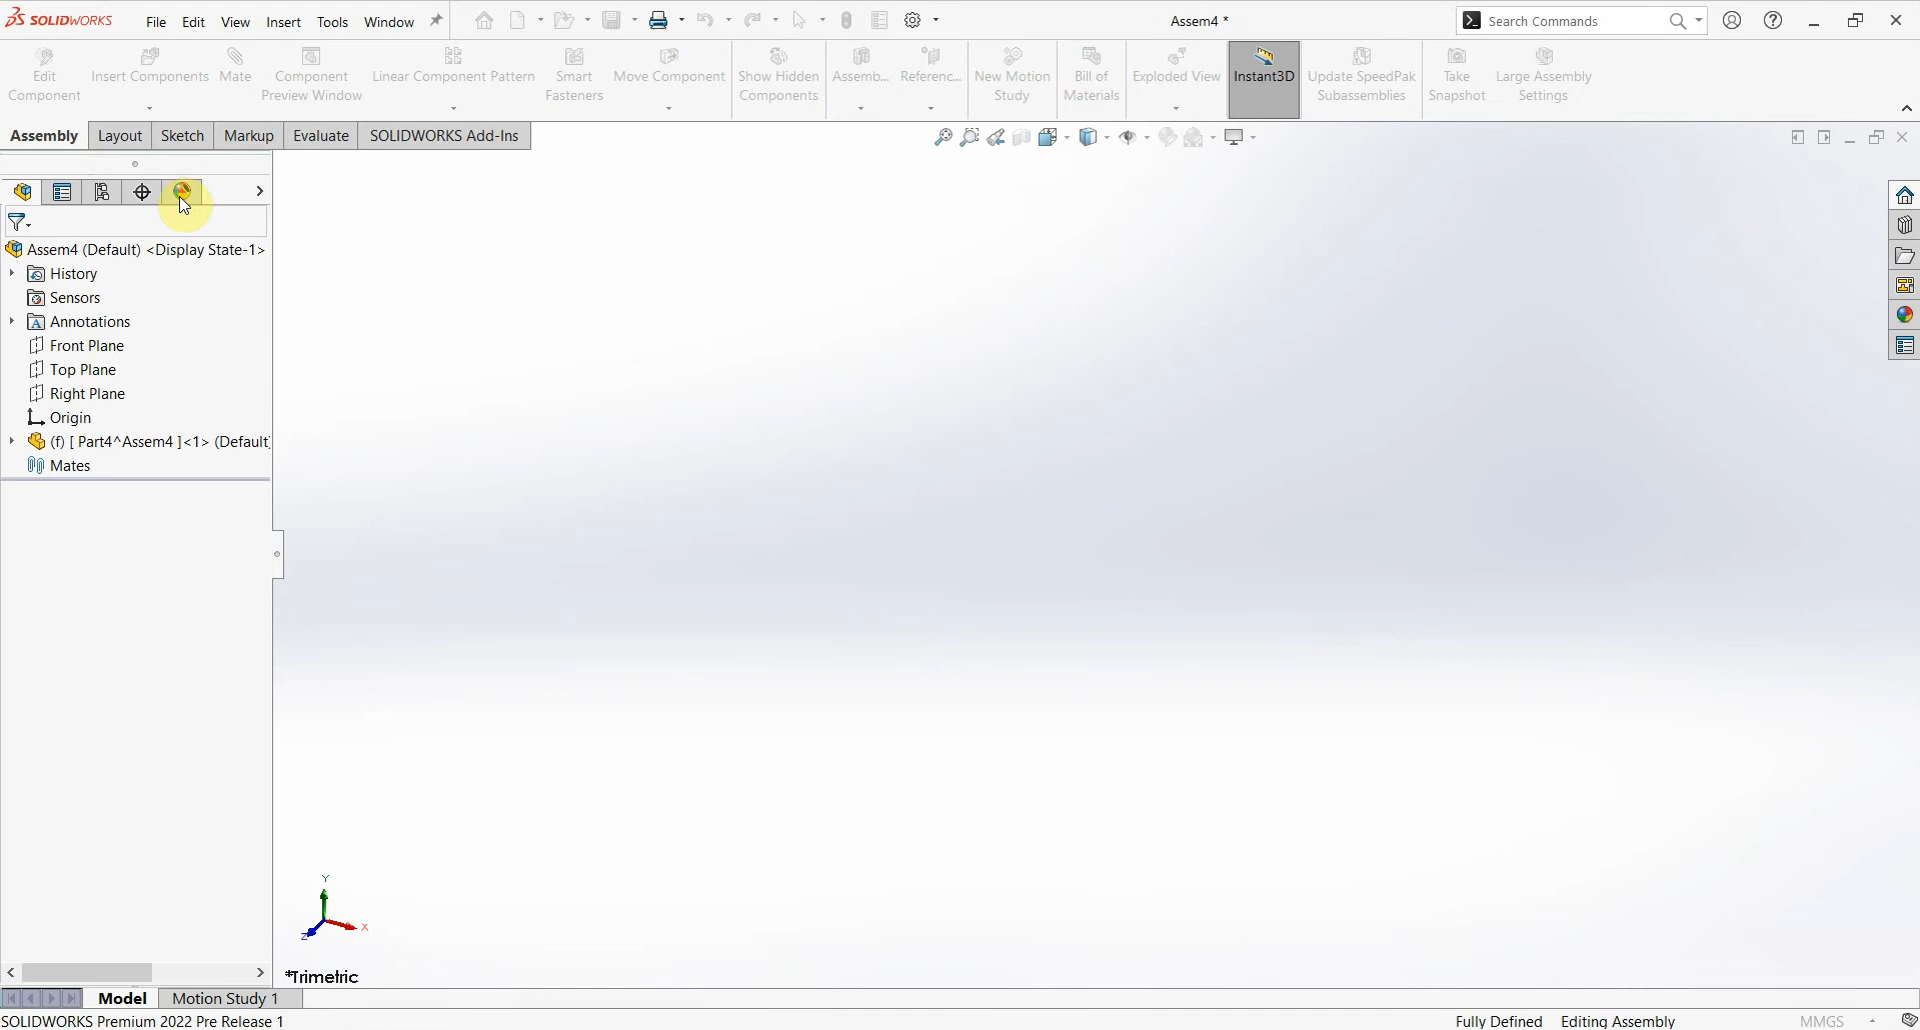 SOLIDWORKS File Edit View Insert Tools Window Assem4 * Search Commands
Edit Component
Insert Components
Mate
Component Preview Window
Linear Component Pattern
Smart Fasteners
Move Component
Show Hidden Components
Assemb...
Referenc...
New Motion Study
Bill of Materials
Exploded View
Instant3D
Update SpeedPak Subassemblies
Take Snapshot
Large Assembly Settings
Assembly Layout Sketch Markup Evaluate SOLIDWORKS Add-Ins
Assem4 (Default) <Display State-1>
History
Sensors
Annotations
Front Plane
Top Plane
Right Plane
Origin
(f) [ Part4^Assem4 ]<1> (Default
Mates
Y
X
Z
*Trimetric
Model Motion Study 1
SOLIDWORKS Premium 2022 Pre Release 1 Fully Defined Editing Assembly MMGS